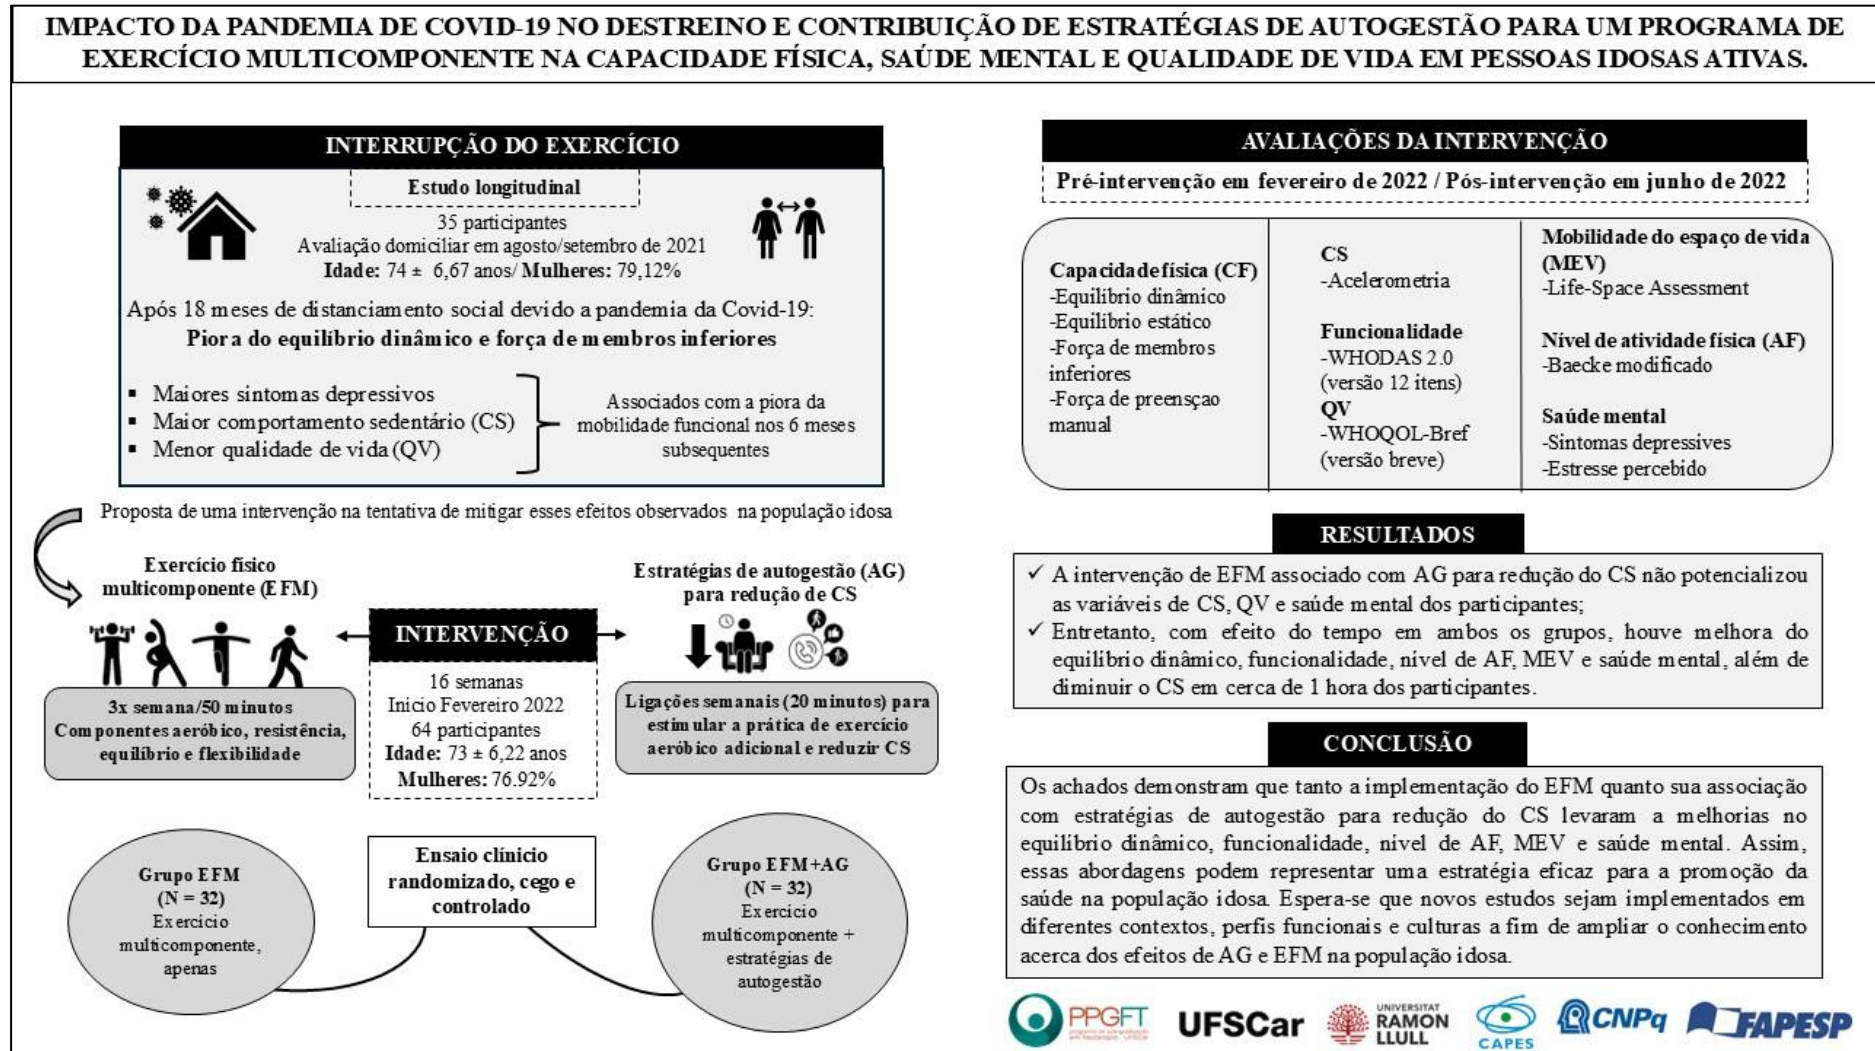 IMPACTO DA PANDEMIA DE COVID-19 NO DESTREINO E CONTRIBUIÇÃO DE ESTRATÉGIAS DE AUTOGESTÃO PARA UM PROGRAMA DE
EXERCÍCIO MULTICOMPONENTE NA CAPACIDADE FÍSICA, SAÚDE MENTAL E QUALIDADE DE VIDA EM PESSOAS IDOSAS ATIVAS.
INTERRUPÇÃO DO EXERCÍCIO
Estudo longitudinal
35 participantes
Avaliação domiciliar em agosto/setembro de 2021
Idade: 74 ± 6,67 anos/ Mulheres: 79,12%
Após 18 meses de distanciamento social devido a pandemia da Covid-19:
Piora do equilíbrio dinâmico e força de membros inferiores
▪ Maiores sintomas depressivos
▪ Maior comportamento sedentário (CS)
▪ Menor qualidade de vida (QV)
Associados com a piora da
mobilidade funcional nos 6 meses
subsequentes
Proposta de uma intervenção na tentativa de mitigar esses efeitos observados na população idosa
Exercício físico
multicomponente (EFM)
3x semana/50 minutos
Componentes aeróbico, resistência,
equilíbrio e flexibilidade
INTERVENÇÃO
16 semanas
Inicio Fevereiro 2022
64 participantes
Idade: 73 ± 6,22 anos
Mulheres: 76.92%
Estratégias de autogestão (AG)
para redução de CS
Ligações semanais (20 minutos) para
estimular a prática de exercício
aeróbico adicional e reduzir CS
Grupo EFM
(N = 32)
Exercício
multicomponente,
apenas
Ensaio clínicio
randomizado, cego e
controlado
Grupo EFM+AG
(N = 32)
Exercício
multicomponente +
estratégias de
autogestão
AVALIAÇÕES DA INTERVENÇÃO
Pré-intervenção em fevereiro de 2022 / Pós-intervenção em junho de 2022
Capacidade física (CF)
-Equilíbrio dinâmico
-Equilíbrio estático
-Força de membros
inferiores
-Força de preensçao
manual
CS
-Acelerometria
Funcionalidade
-WHODAS 2.0
(versão 12 itens)
QV
-WHOQOL-Bref
(versão breve)
Mobilidade do espaço de vida
(MEV)
-Life-Space Assessment
Nível de atividade física (AF)
-Baecke modificado
Saúde mental
-Sintomas depressives
-Estresse percebido
RESULTADOS
✓ A intervenção de EFM associado com AG para redução do CS não potencializou
as variáveis de CS, QV e saúde mental dos participantes;
✓ Entretanto, com efeito do tempo em ambos os grupos, houve melhora do
equilíbrio dinâmico, funcionalidade, nível de AF, MEV e saúde mental, além de
diminuir o CS em cerca de 1 hora dos participantes.
CONCLUSÃO
Os achados demonstram que tanto a implementação do EFM quanto sua associação
com estratégias de autogestão para redução do CS levaram a melhorias no
equilíbrio dinâmico, funcionalidade, nível de AF, MEV e saúde mental. Assim,
essas abordagens podem representar uma estratégia eficaz para a promoção da
saúde na população idosa. Espera-se que novos estudos sejam implementados em
diferentes contextos, perfis funcionais e culturas a fim de ampliar o conhecimento
acerca dos efeitos de AG e EFM na população idosa.
PPGFT
UFSCar
UNIVERSITAT
RAMON
LLULL
CAPES
CNPq
FAPESP